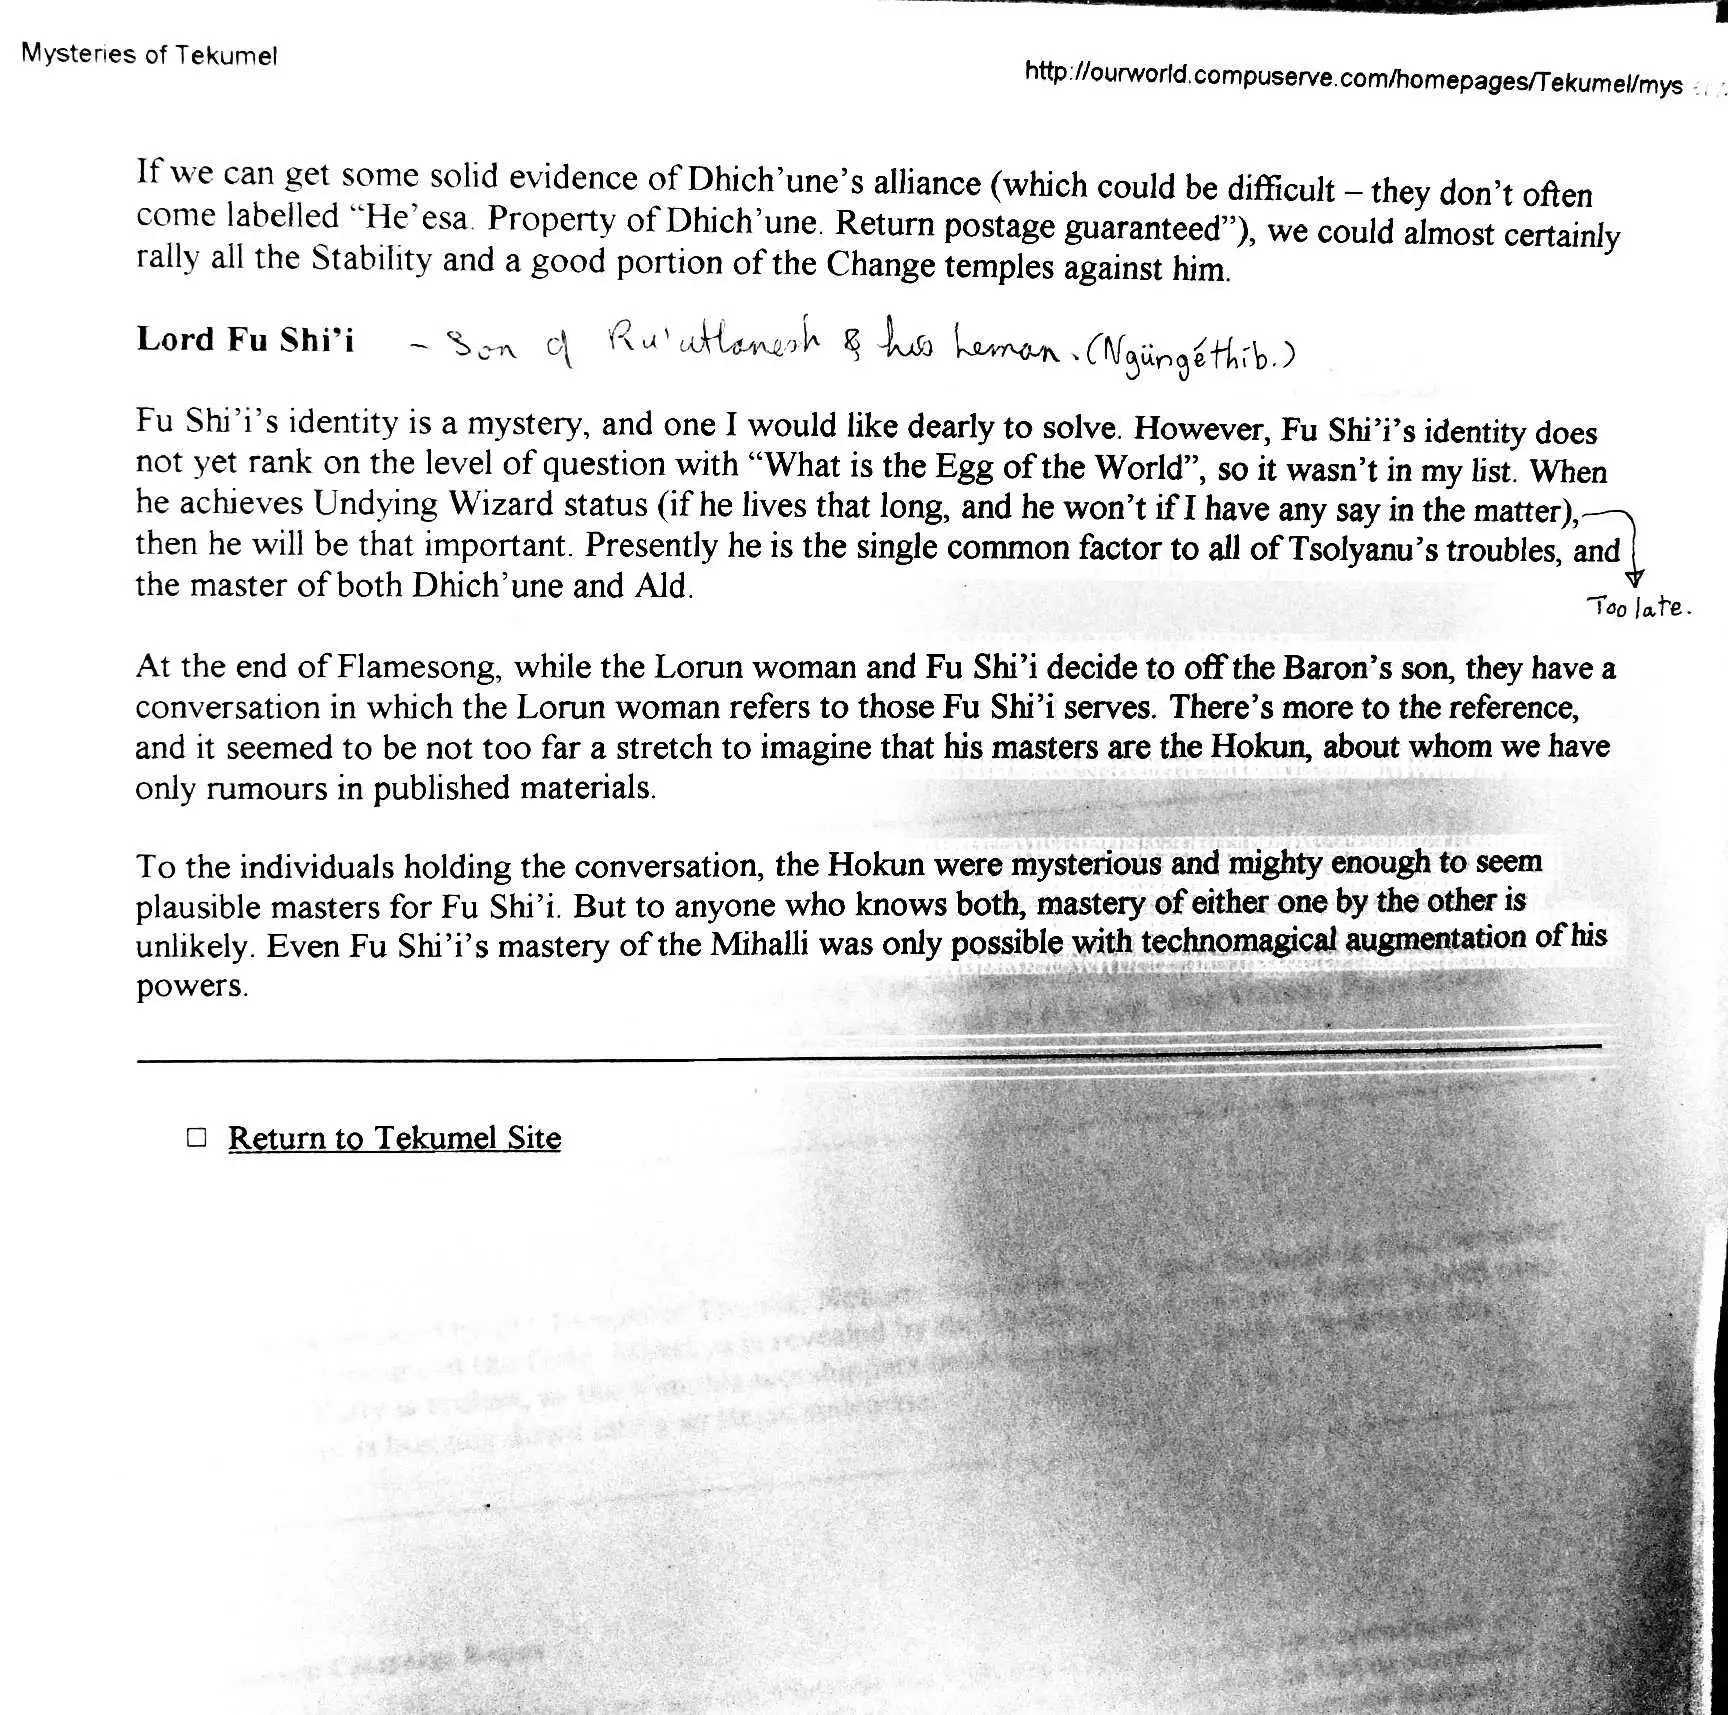 Mysteries of Tekumel
http://ourworld.compuserve.com/homepages/Tekumel/mys
If we can get some solid evidence of Dhich’une’s alliance (which could be difficult – they don’t often
come labelled “He’esa. Property of Dhich’une. Return postage guaranteed”), we could almost certainly
rally all the Stability and a good portion of the Change temples against him.
Lord Fu Shi’i - Son of Ru'utlanesh & his leman. (Ngüngéthib.)
Fu Shi’i’s identity is a mystery, and one I would like dearly to solve. However, Fu Shi’i’s identity does
not yet rank on the level of question with “What is the Egg of the World”, so it wasn’t in my list. When
he achieves Undying Wizard status (if he lives that long, and he won’t if I have any say in the matter),
then he will be that important. Presently he is the single common factor to all of Tsolyanu’s troubles, and
the master of both Dhich’une and Ald.
Too late.
At the end of Flamesong, while the Lorun woman and Fu Shi’i decide to off the Baron’s son, they have a
conversation in which the Lorun woman refers to those Fu Shi’i serves. There’s more to the reference,
and it seemed to be not too far a stretch to imagine that his masters are the Hokun, about whom we have
only rumours in published materials.
To the individuals holding the conversation, the Hokun were mysterious and mighty enough to seem
plausible masters for Fu Shi’i. But to anyone who knows both, mastery of either one by the other is
unlikely. Even Fu Shi’i’s mastery of the Mihalli was only possible with technomagical augmentation of his
powers.
Return to Tekumel Site